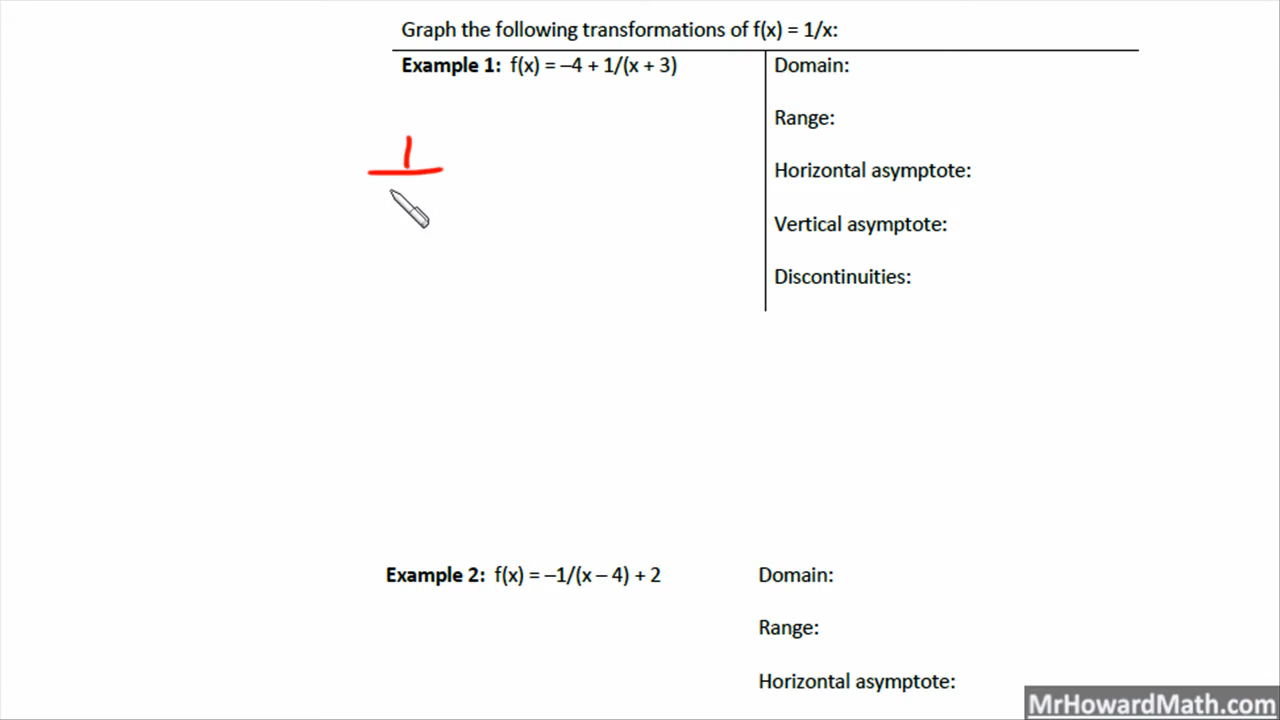 Graph the following transformations of f(x) = 1/x:
Example 1: f(x) = –4 + 1/(x + 3)
Domain:
Range:
1
Horizontal asymptote:
Vertical asymptote:
Discontinuities:
Example 2: f(x) = –1/(x – 4) + 2
Domain:
Range:
Horizontal asymptote:
MrHowardMath.com